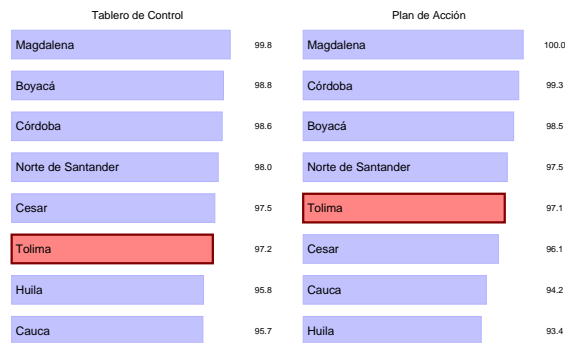 Tablero de Control
Magdalena 99.8
Boyacá 98.8
Córdoba 98.6
Norte de Santander 98.0
Cesar 97.5
Tolima 97.2
Huila 95.8
Cauca 95.7
Plan de Acción
Magdalena 100.0
Córdoba 99.3
Boyacá 98.5
Norte de Santander 97.5
Tolima 97.1
Cesar 96.1
Cauca 94.2
Huila 93.4